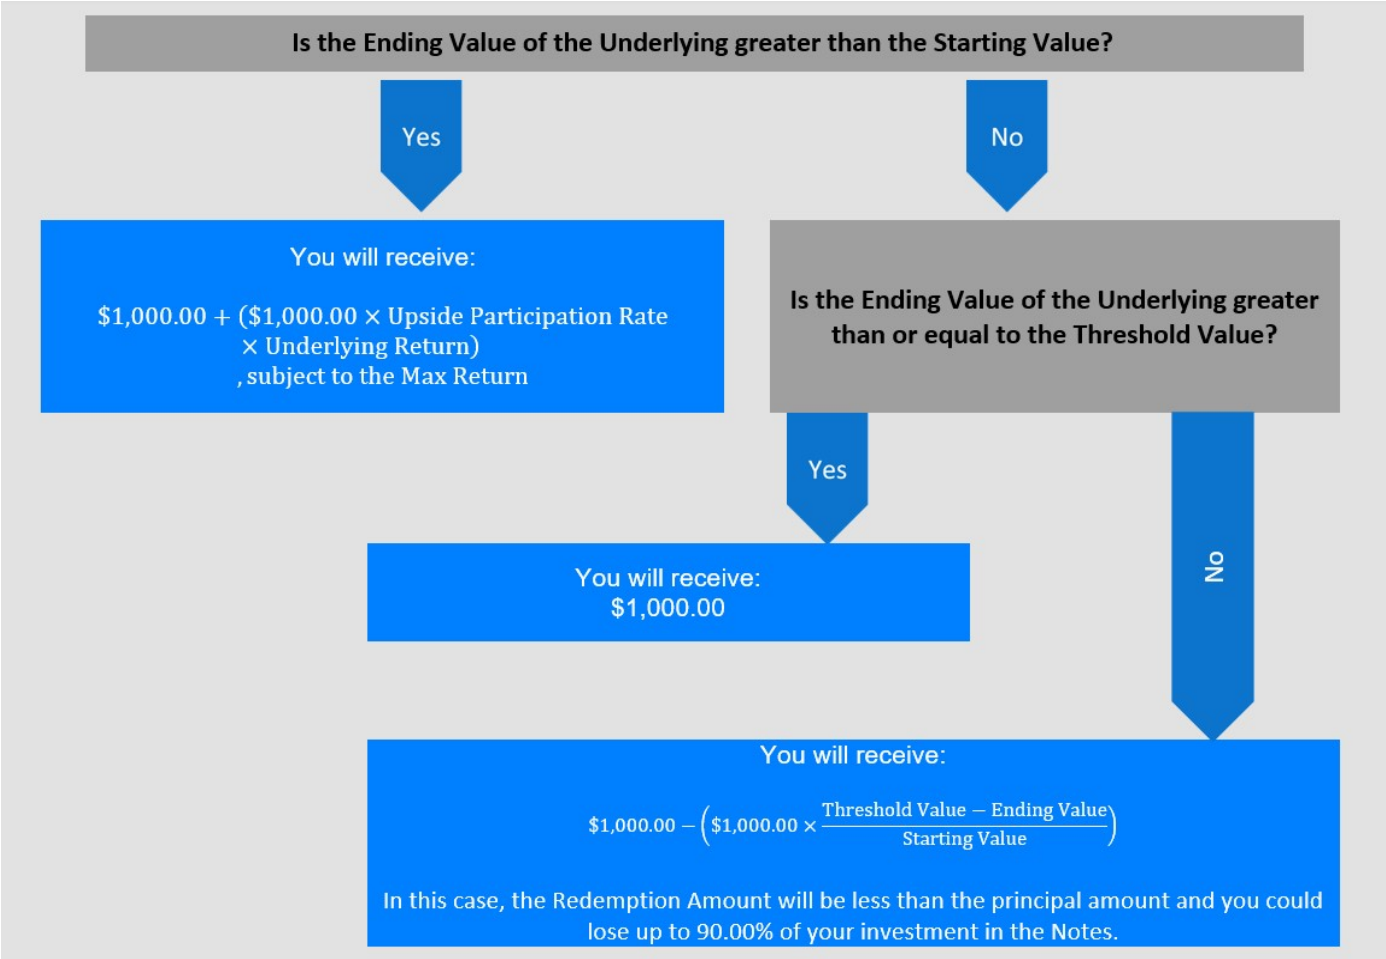 Is the Ending Value of the Underlying greater than the Starting Value?
Yes
No
You will receive:
$1,000.00 + ($1,000.00 × Upside Participation Rate
× Underlying Return)
, subject to the Max Return
Is the Ending Value of the Underlying greater
than or equal to the Threshold Value?
Yes
No
You will receive:
$1,000.00
You will receive:
$1,000.00 − ($1,000.00 × Threshold Value − Ending Value
Starting Value)
In this case, the Redemption Amount will be less than the principal amount and you could
lose up to 90.00% of your investment in the Notes.